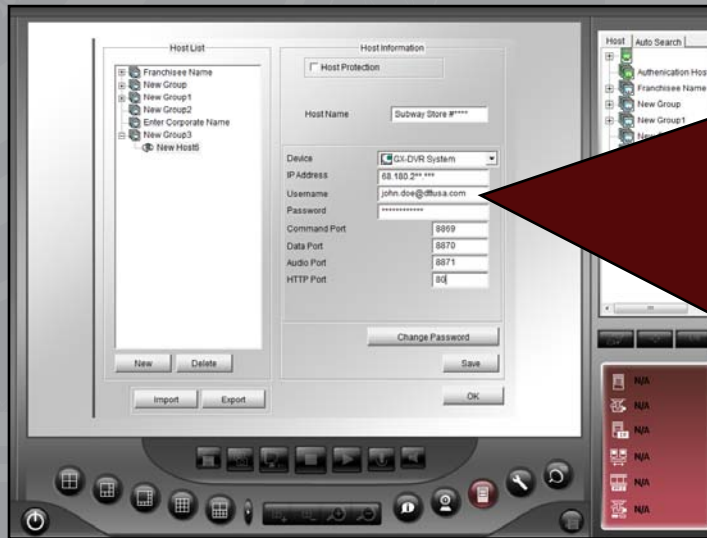 Host List
Franchisee Name
New Group
New Group1
New Group2
Enter Corporate Name
New Group3
New Host6
New
Delete
Import
Export
Host Information
Host Protection
Host Name
Subway Store #****
Device
GX-DVR System
IP Address
68.180.2**.***
Username
john.doe@dttusa.com
Password
************
Command Port
8869
Data Port
8870
Audio Port
8871
HTTP Port
80
Change Password
Save
OK
Host
Auto Search
Authenication Hos
Franchisee Name
New Group
New Group1
N/A
N/A
N/A
N/A
N/A
N/A